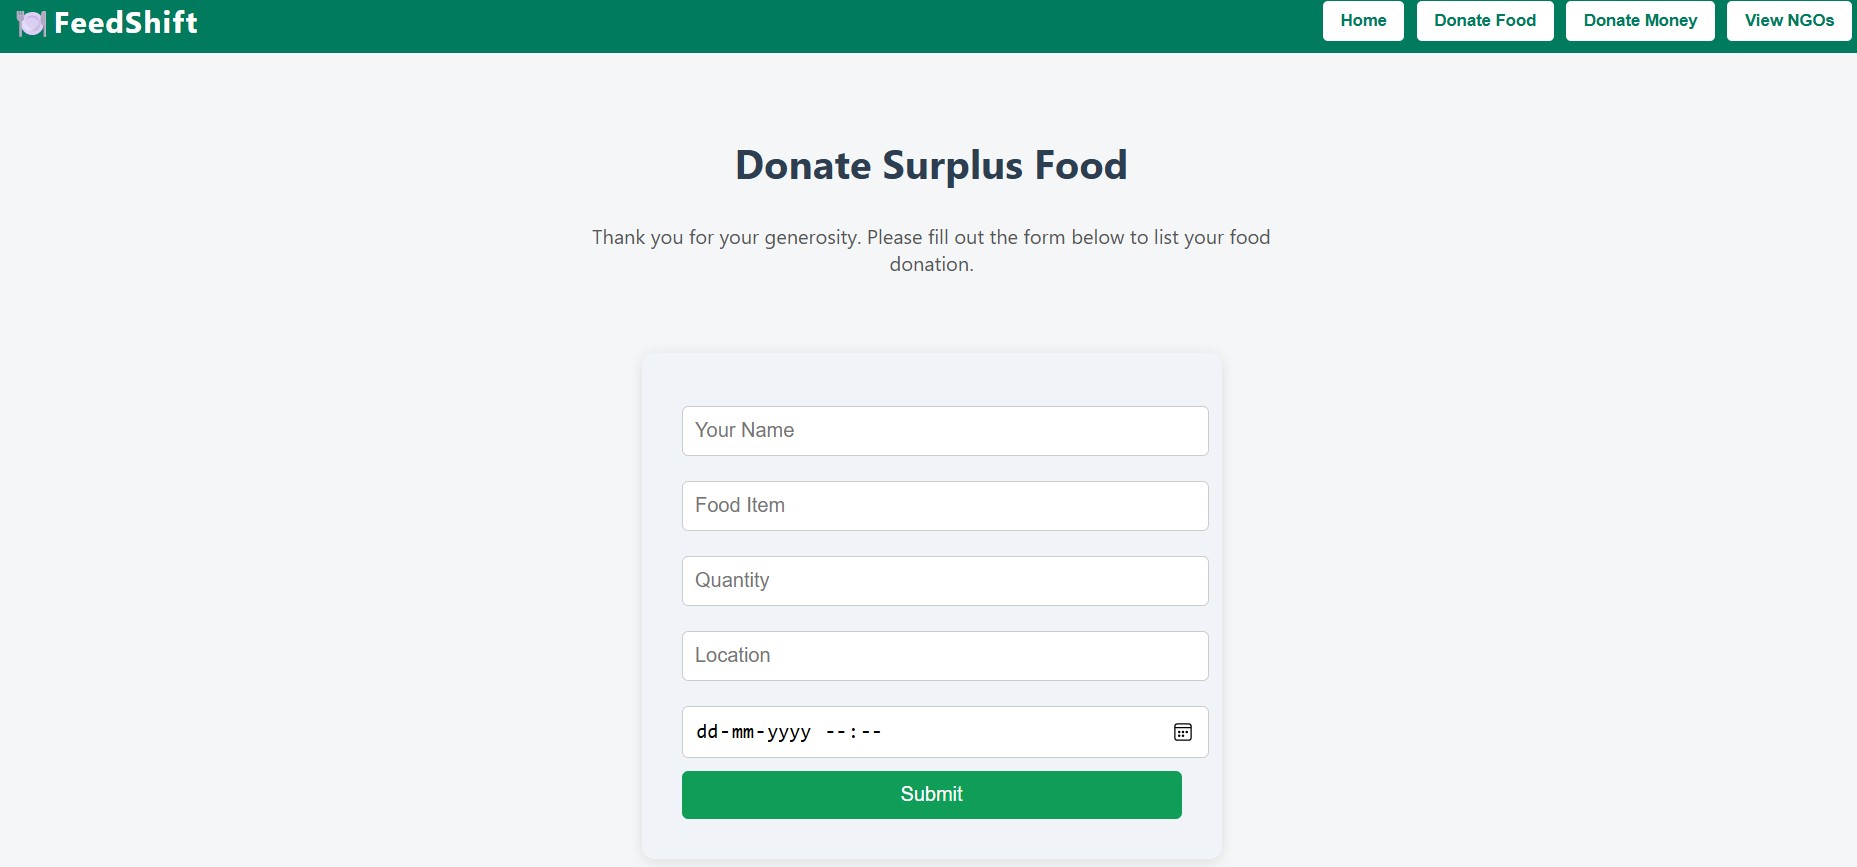 FeedShift
Home Donate Food Donate Money View NGOs
Donate Surplus Food
Thank you for your generosity. Please fill out the form below to list your food
donation.
Your Name
Food Item
Quantity
Location
dd-mm-yyyy --:--
Submit